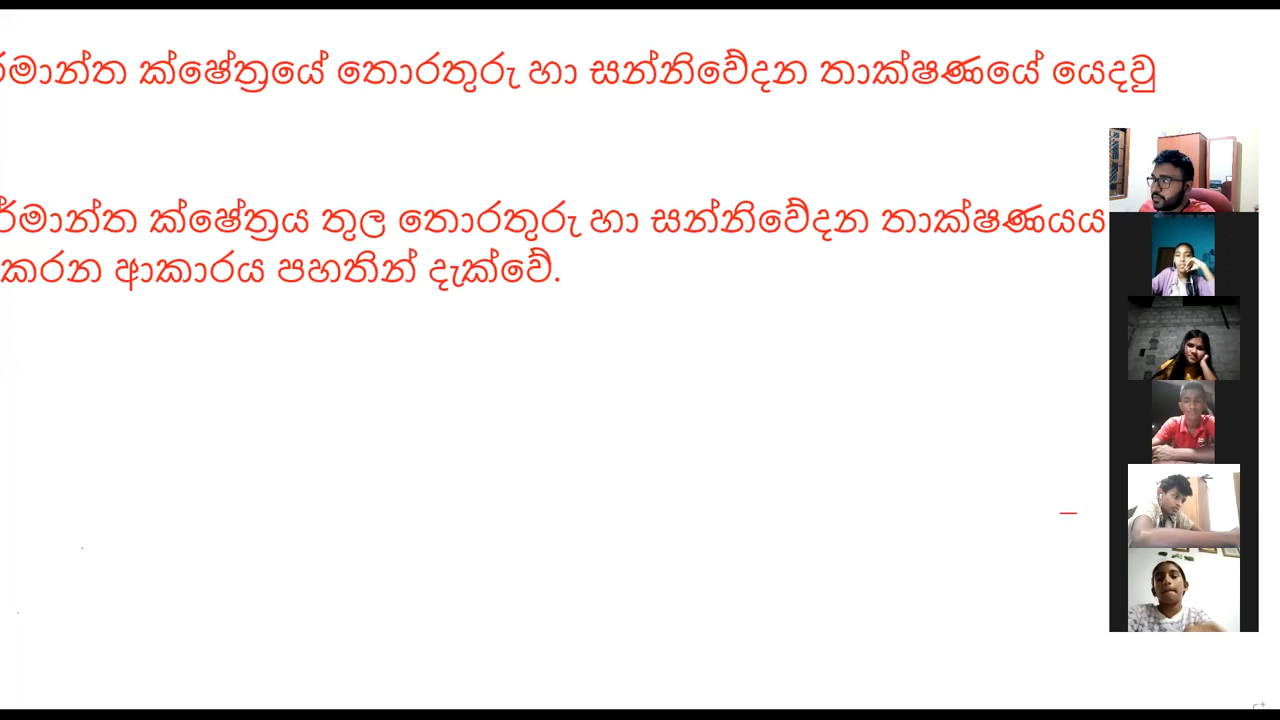 ර්මාන්ත ක්ෂේත්‍රයේ තොරතුරු හා සන්නිවේදන තාක්ෂණයේ යෙදවු
ර්මාන්ත ක්ෂේත්‍රය තුල තොරතුරු හා සන්නිවේදන තාක්ෂණයය
කරන ආකාරය පහතින් දැක්වේ.